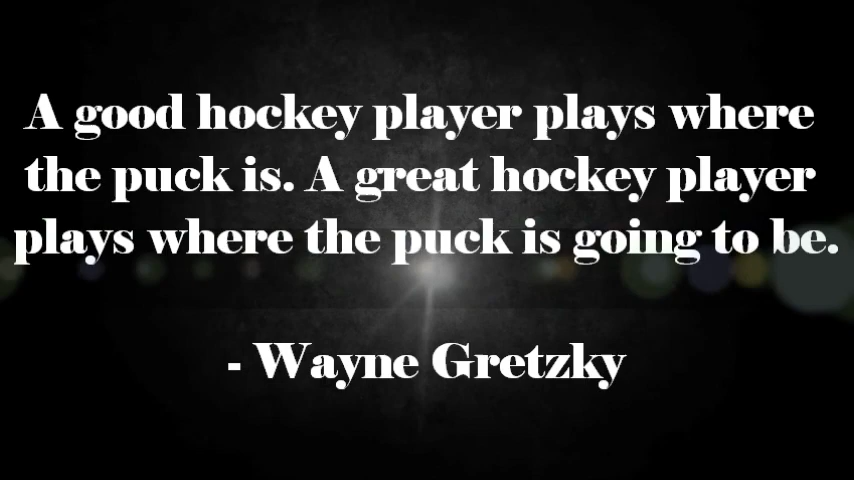 A good hockey player plays where
the puck is. A great hockey player
plays where the puck is going to be.
- Wayne Gretzky